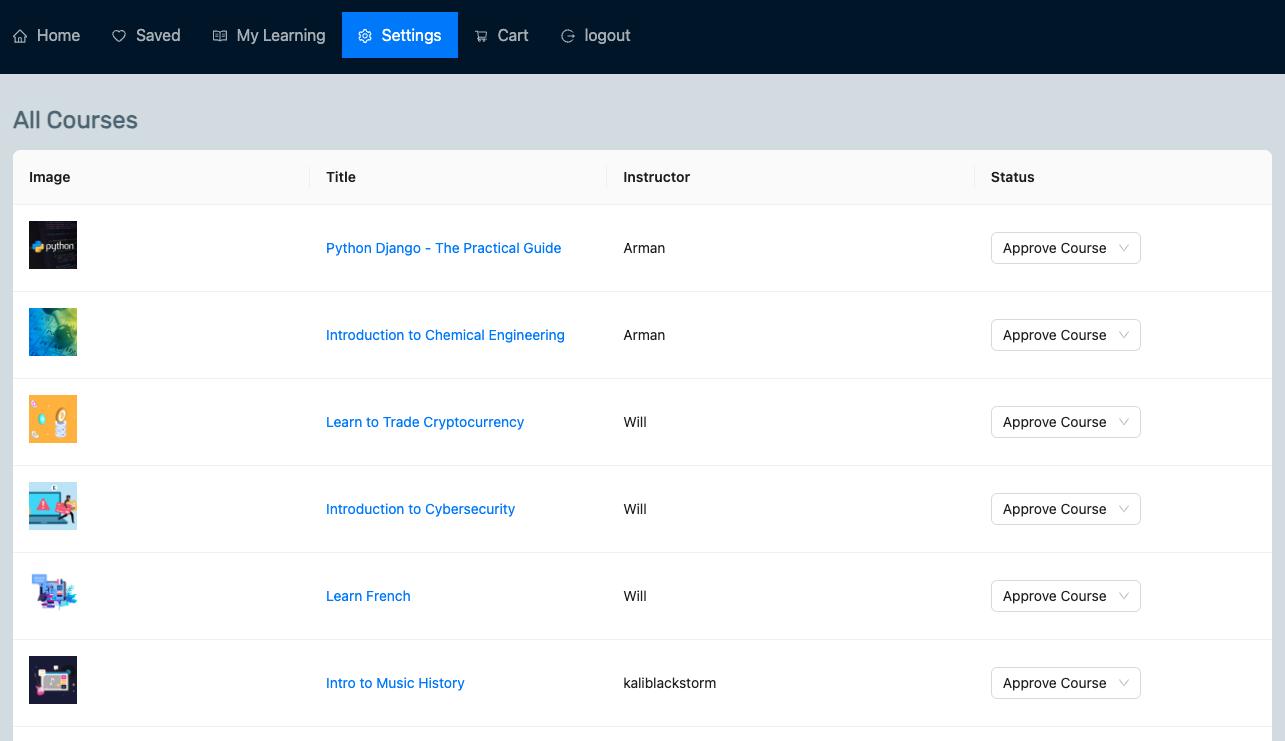 Home Saved My Learning Settings Cart logout
All Courses
Image Title Instructor Status
python Python Django - The Practical Guide Arman Approve Course
Introduction to Chemical Engineering Arman Approve Course
Learn to Trade Cryptocurrency Will Approve Course
Introduction to Cybersecurity Will Approve Course
Learn French Will Approve Course
Intro to Music History kaliblackstorm Approve Course